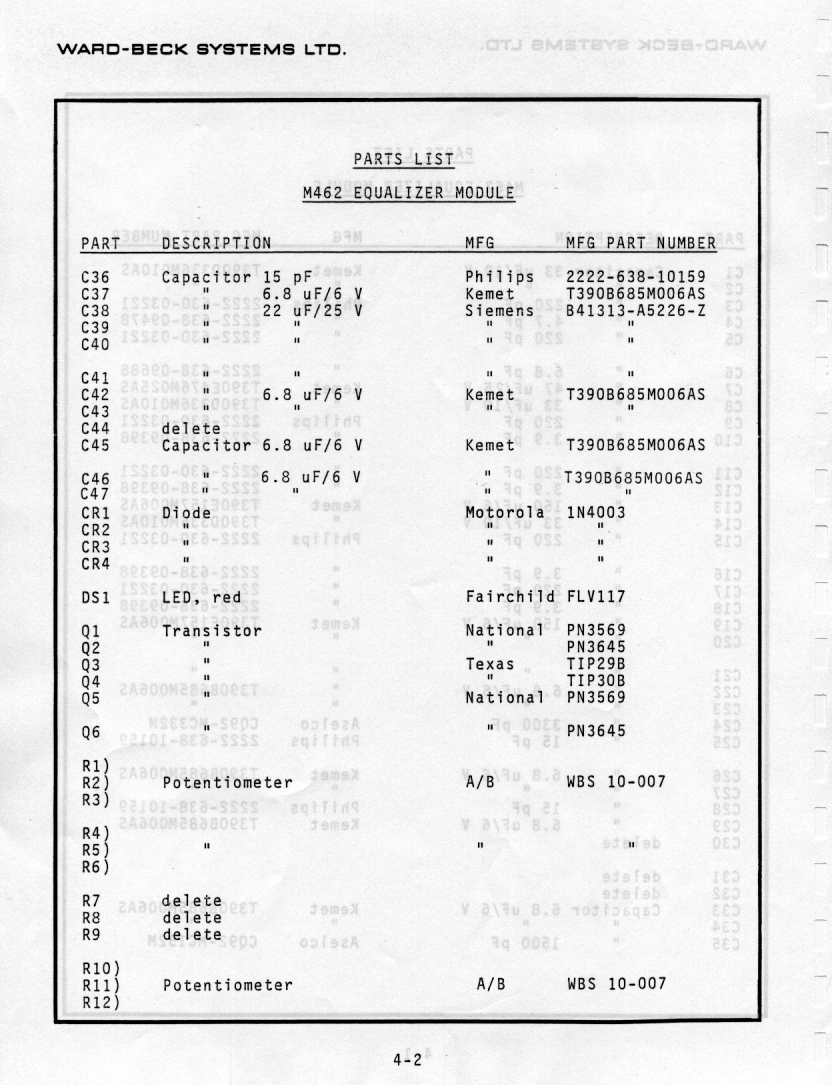 WARD-BECK SYSTEMS LTD.
PARTS LIST
M462 EQUALIZER MODULE
PART DESCRIPTION MFG MFG PART NUMBER
C36 Capacitor 15 pF Philips 2222-638-10159
C37 " 6.8 uF/6 V Kemet T390B685M006AS
C38 " 22 uF/25 V Siemens B41313-A5226-Z
C39 " " " "
C40 " " " "
C41 " " " "
C42 " 6.8 uF/6 V Kemet T390B685M006AS
C43 " " " "
C44 delete
C45 Capacitor 6.8 uF/6 V Kemet T390B685M006AS
C46 " 6.8 uF/6 V " T390B685M006AS
C47 " " " "
CR1 Diode Motorola 1N4003
CR2 " " "
CR3 " " "
CR4 " " "
DS1 LED, red Fairchild FLV117
Q1 Transistor National PN3569
Q2 " " PN3645
Q3 " Texas TIP29B
Q4 " " TIP30B
Q5 " National PN3569
Q6 " " PN3645
R1)
R2) Potentiometer A/B WBS 10-007
R3)
R4)
R5) " " "
R6)
R7 delete
R8 delete
R9 delete
R10)
R11) Potentiometer A/B WBS 10-007
R12)
4-2